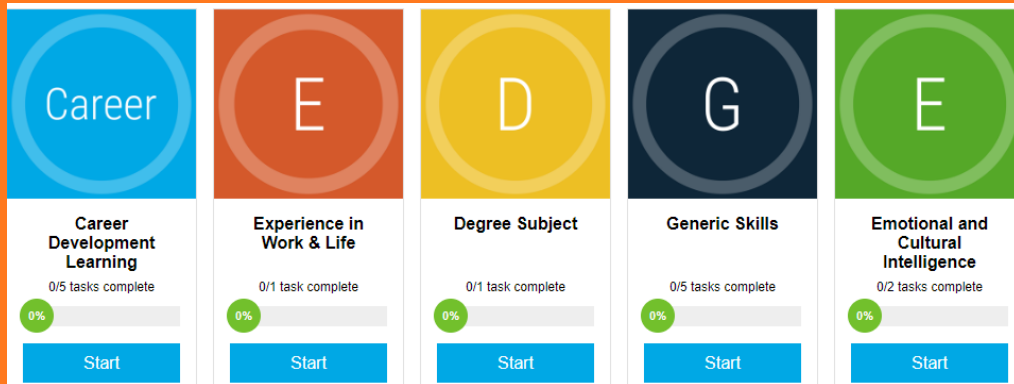 Career
E
D
G
E
Career
Development
Learning
0/5 tasks complete
0%
Start
Experience in
Work & Life
0/1 task complete
0%
Start
Degree Subject
0/1 task complete
0%
Start
Generic Skills
0/5 tasks complete
0%
Start
Emotional and
Cultural
Intelligence
0/2 tasks complete
0%
Start